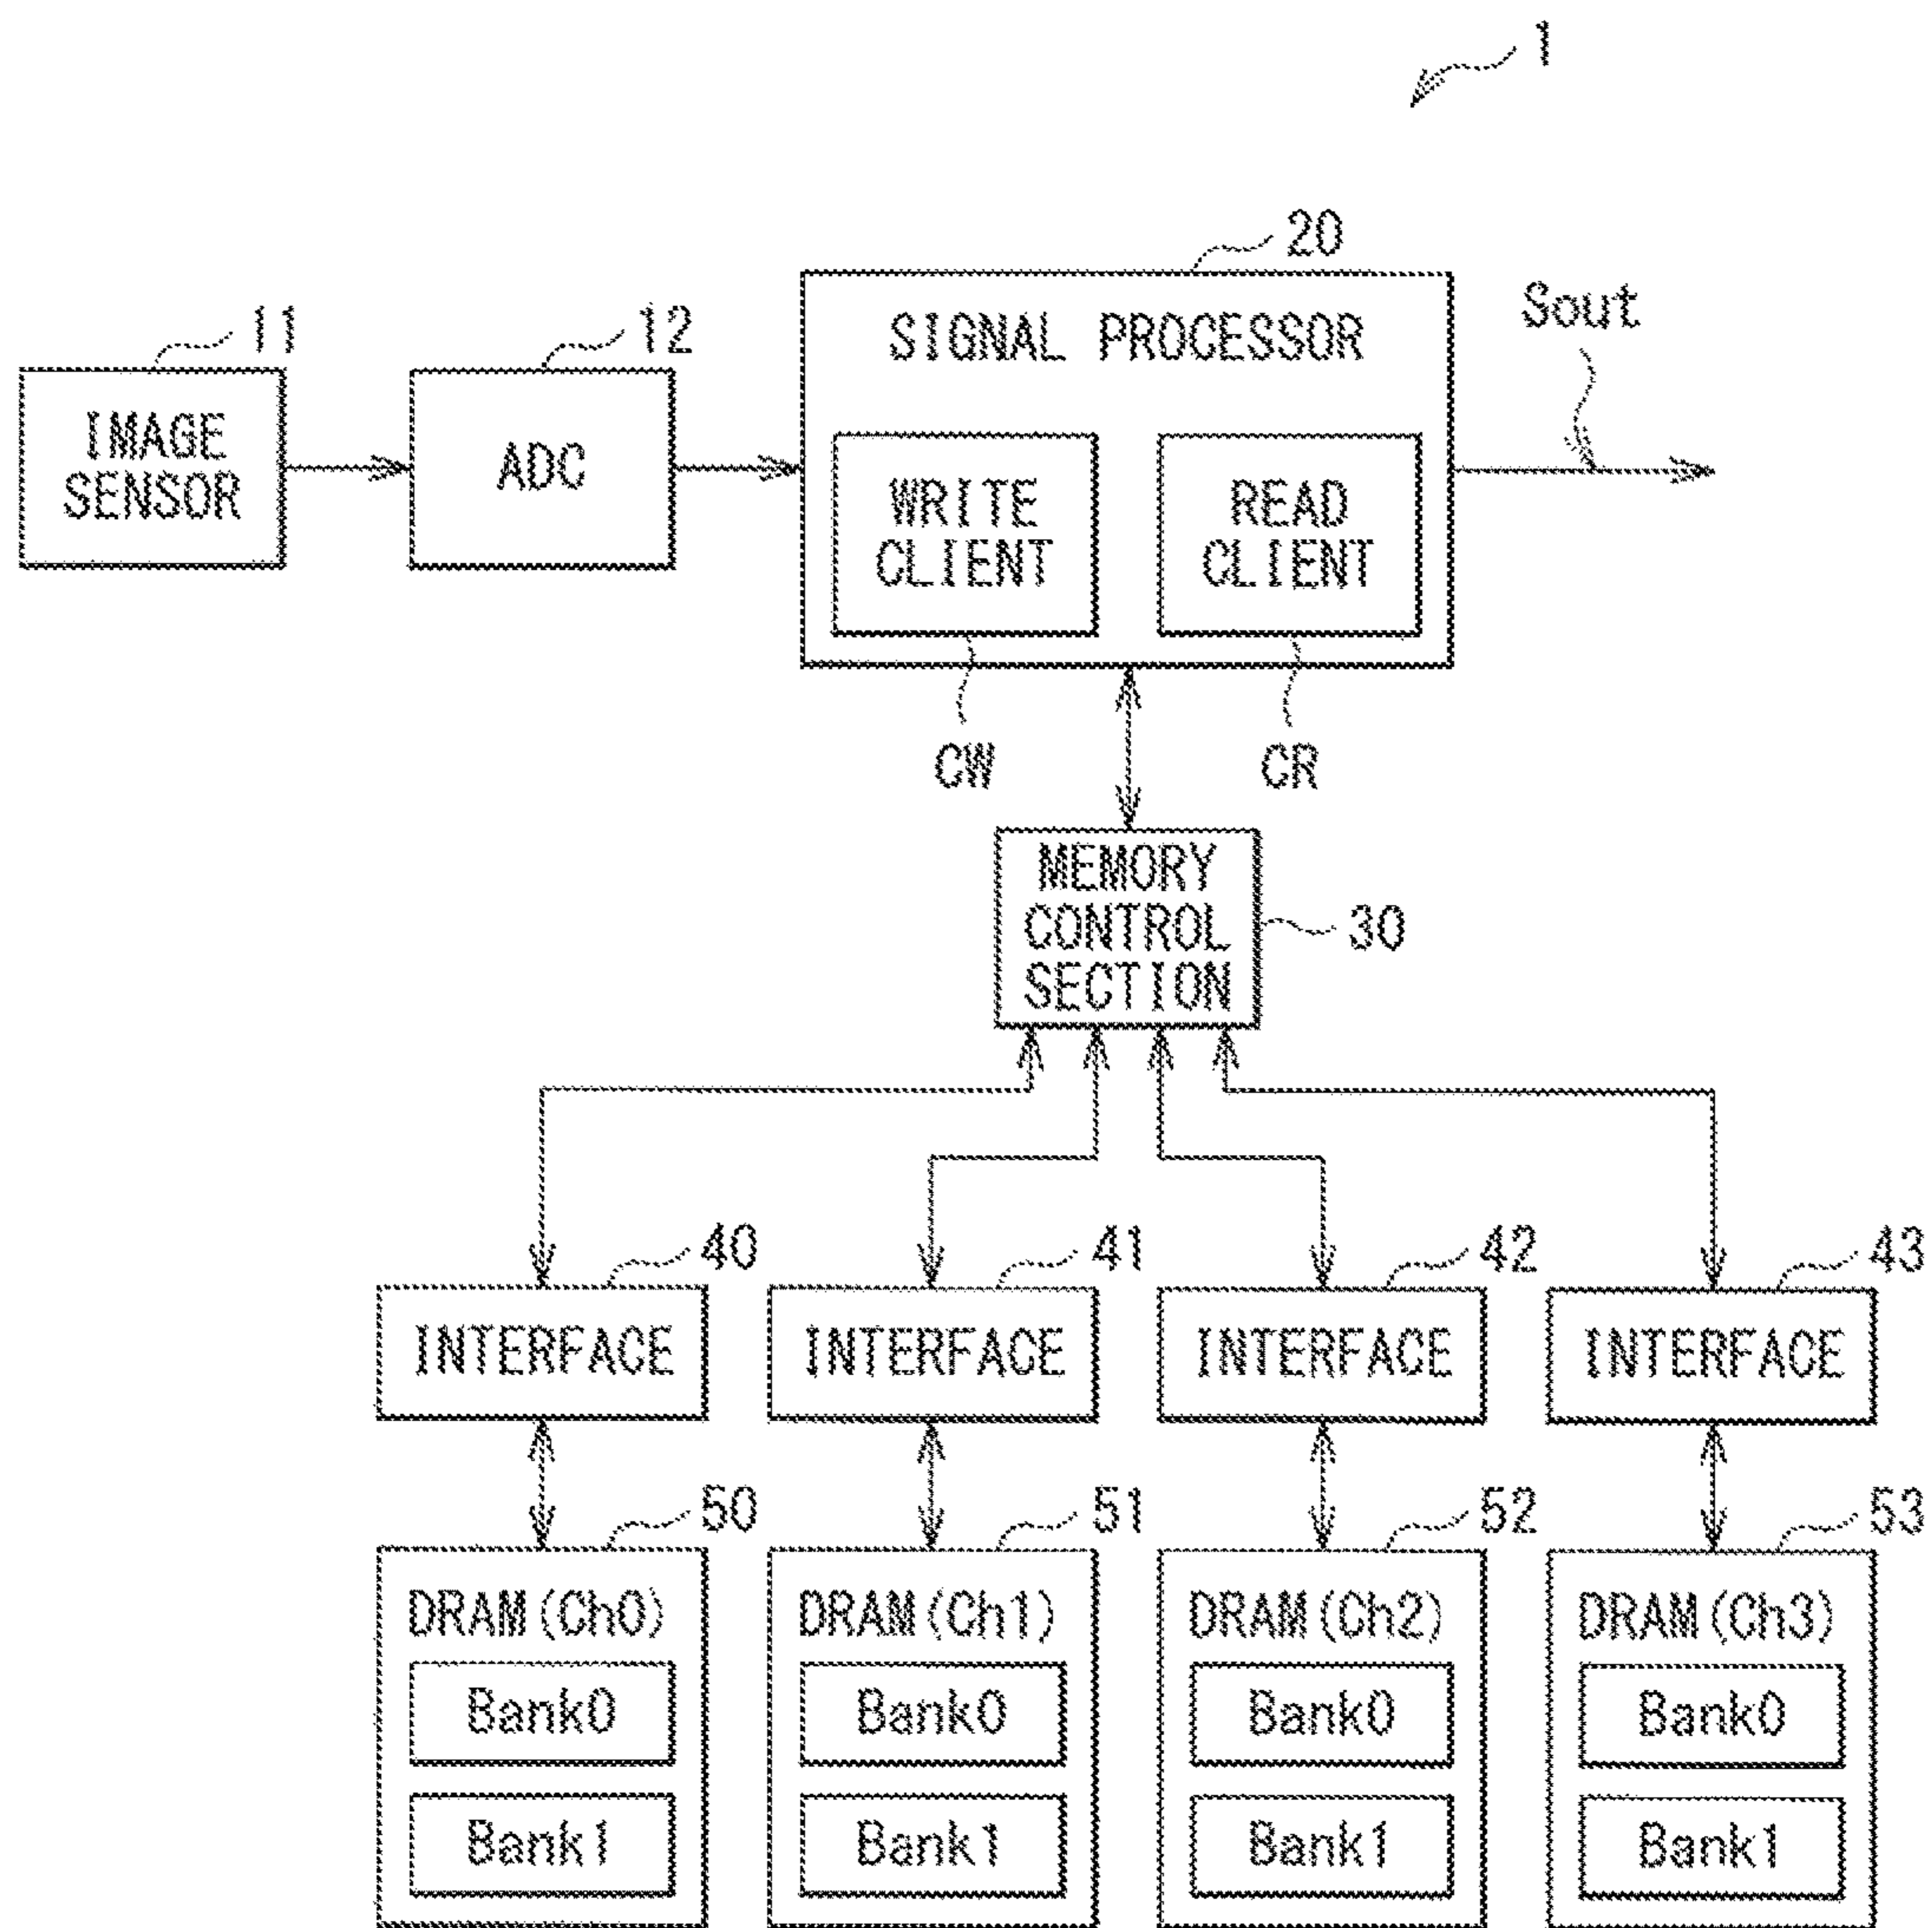 1
20
Sout
11
12
SIGNAL PROCESSOR
IMAGE
SENSOR
ADC
WRITE
CLIENT
READ
CLIENT
CW
CR
MEMORY
CONTROL
SECTION
30
40
41
42
43
INTERFACE
INTERFACE
INTERFACE
INTERFACE
50
51
52
53
DRAM(Ch0)
DRAM(Ch1)
DRAM(Ch2)
DRAM(Ch3)
Bank0
Bank0
Bank0
Bank0
Bank1
Bank1
Bank1
Bank1